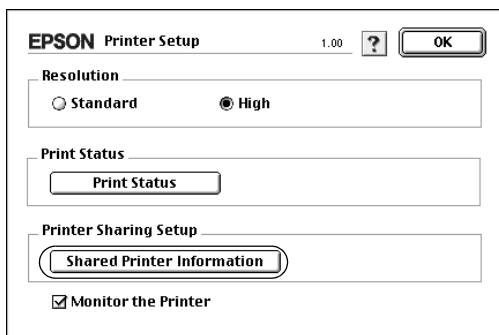 EPSON Printer Setup 1.00 ? OK
Resolution
Standard High
Print Status
Print Status
Printer Sharing Setup
Shared Printer Information
Monitor the Printer